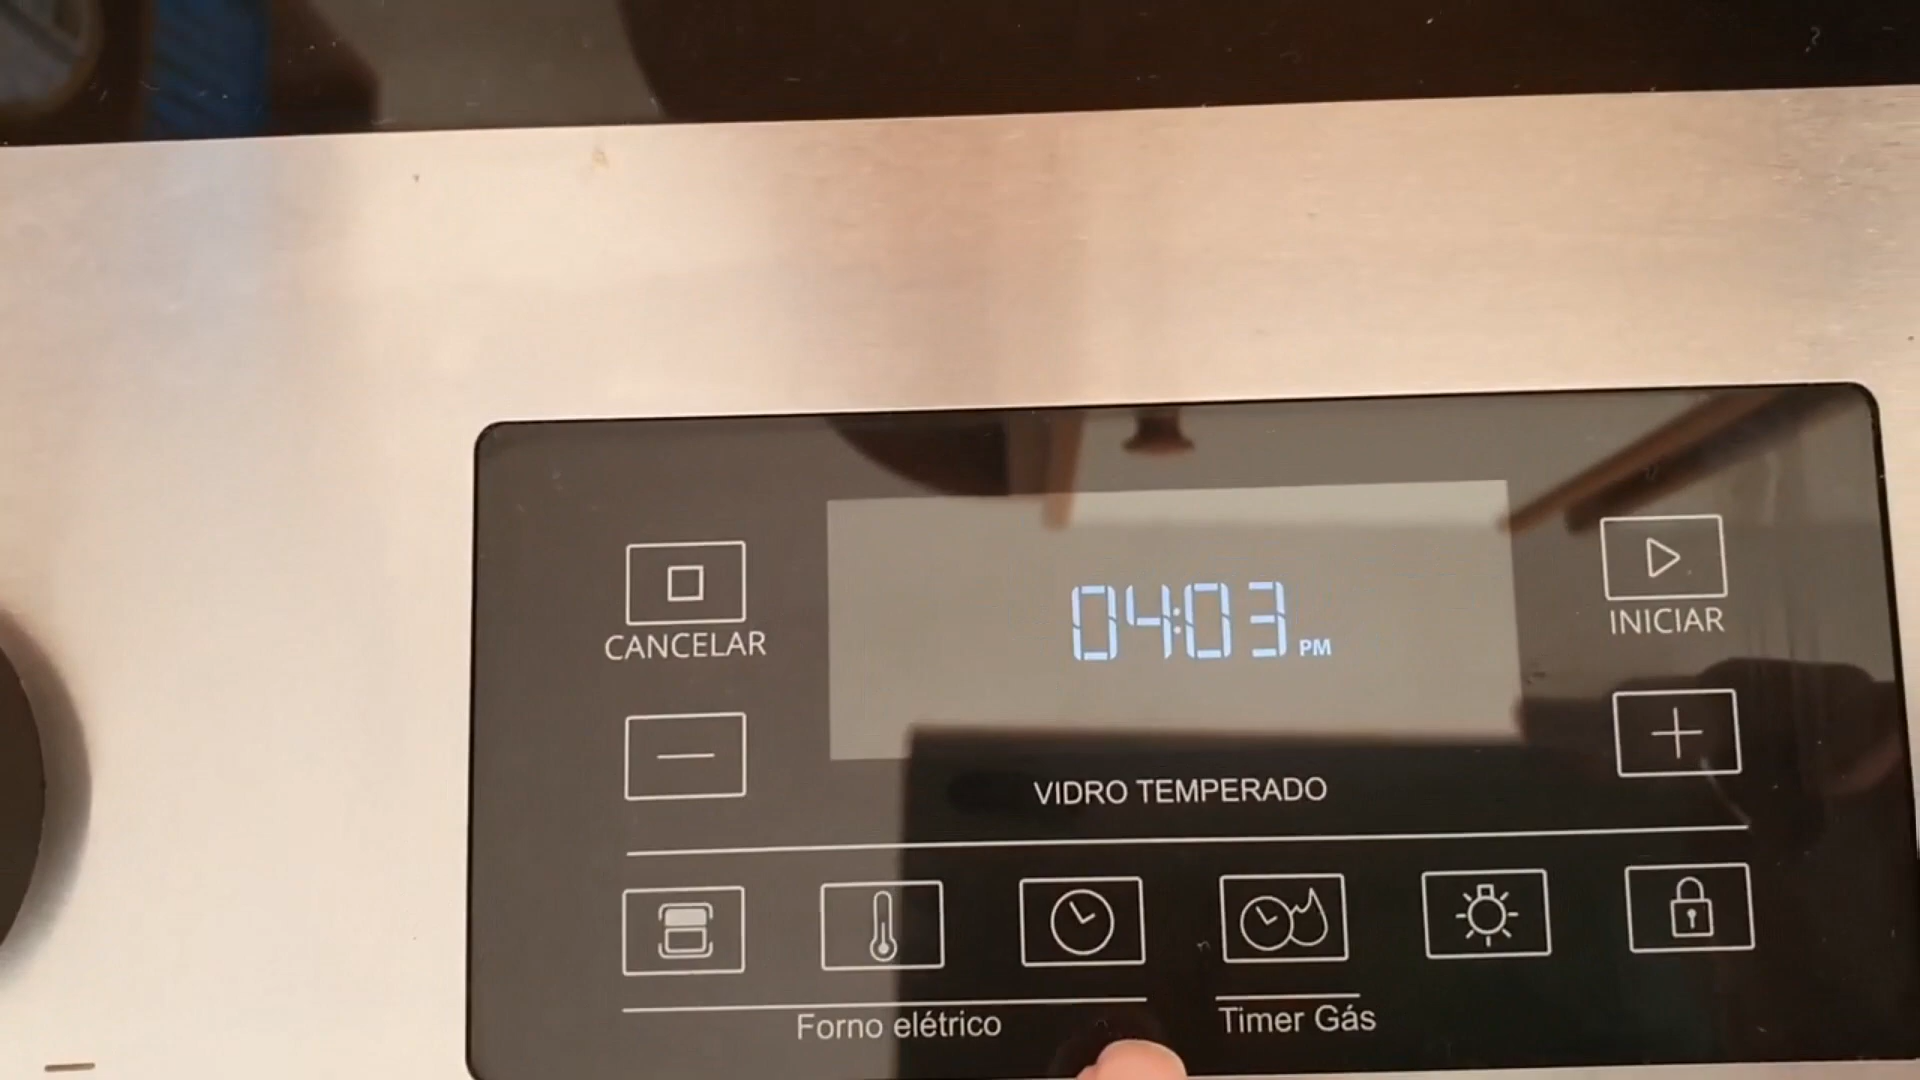 04:03 PM
CANCELAR
INICIAR
VIDRO TEMPERADO
Forno elétrico
Timer Gás